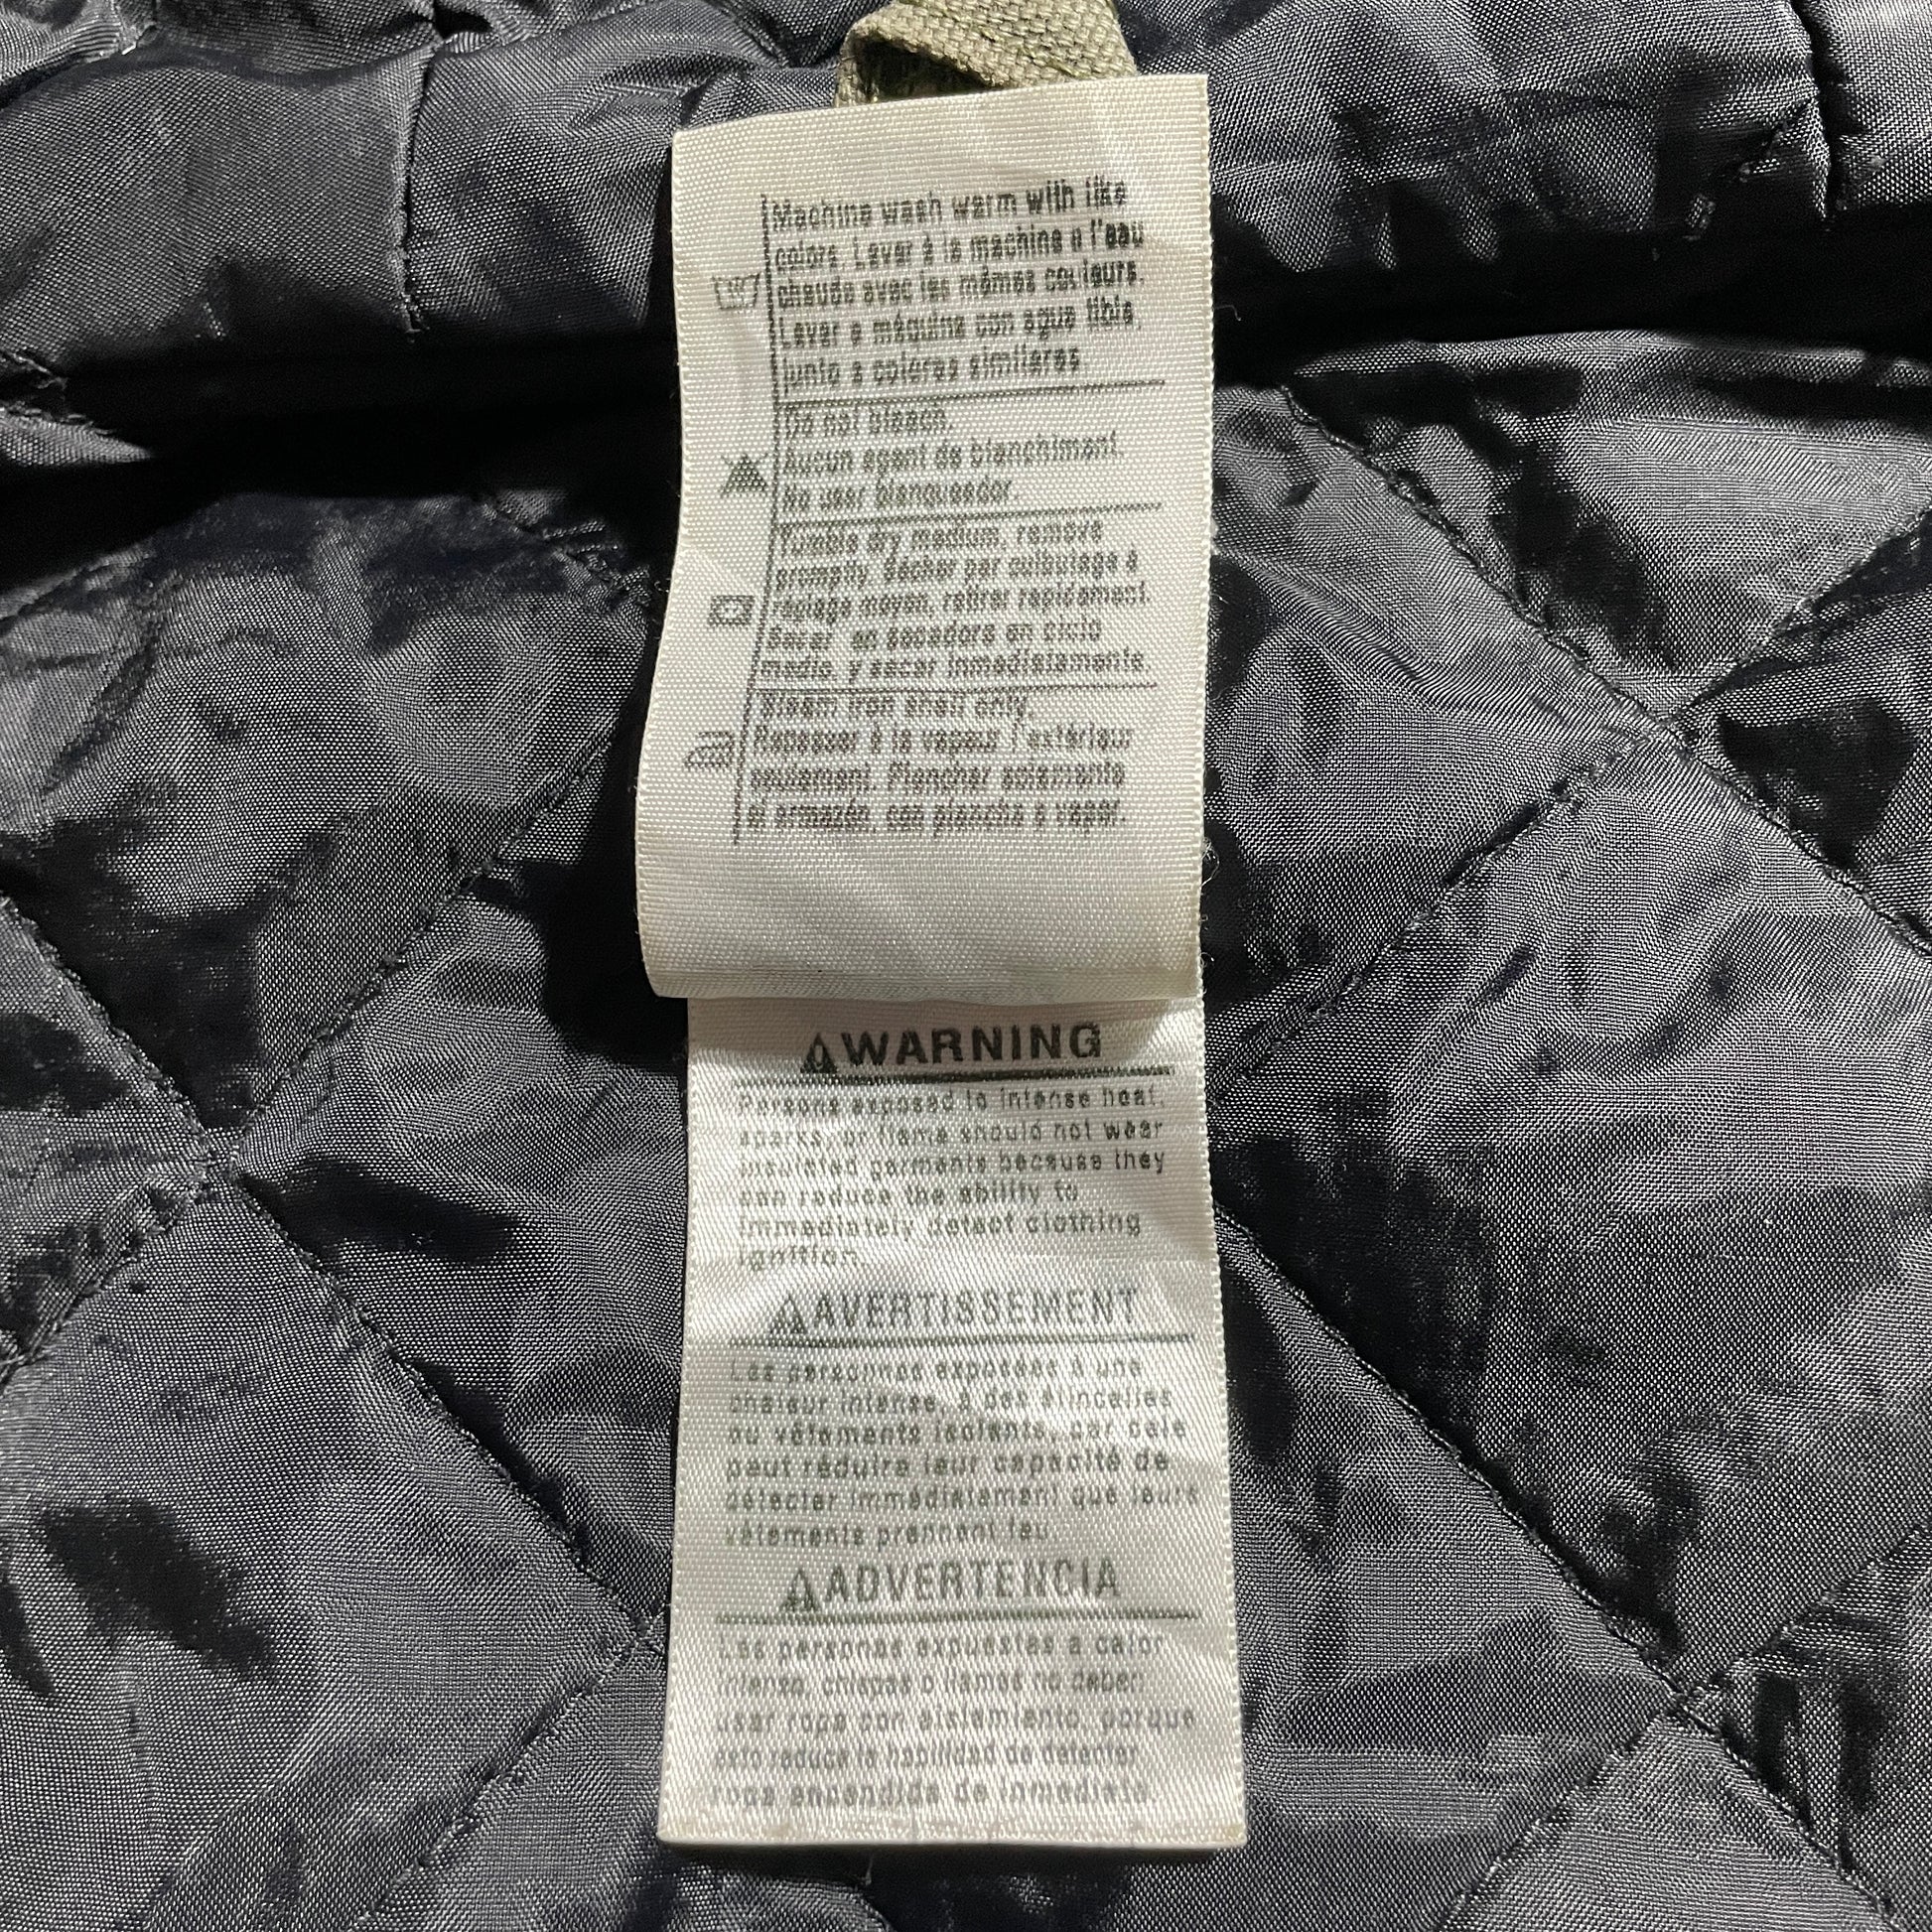 Machine wash warm with like
colors. Laver à la machine a l'eau
chaude avec les mêmes couleurs.
Lavar a máquina con agua tibia,
junto a colores similares
Do not bleach.
Aucun agent de blanchiment.
No usar blanqueador.
Tumble dry medium, remove
promptly. Sécher par culbutage à
réglage moyen, retirer rapidement.
Secar en secadora en ciclo
medio, y sacar inmediatamente.
Steam iron shell only.
Repasser à la vapeur l'extérieur
seulement. Planchar solamente
el armazón, con plancha a vapor.
WARNING
Persons exposed to intense heat,
sparks, or flame should not wear
insulated garments because they
can reduce the ability to
immediately detect clothing
ignition.
AVERTISSEMENT
Les personnes exposées à une
chaleur intense, à des étincelles
ou vêtements isolants, car cele
peut réduire leur capacité de
détecter immédiatement que leurs
vêtements prennent feu.
ADVERTENCIA
Las personas expuestas a calor
intenso, chispas o llamas no deben
usar ropa con aislamiento, porque
esto reduce la habilidad de detecter
ropa encendida de inmediato.